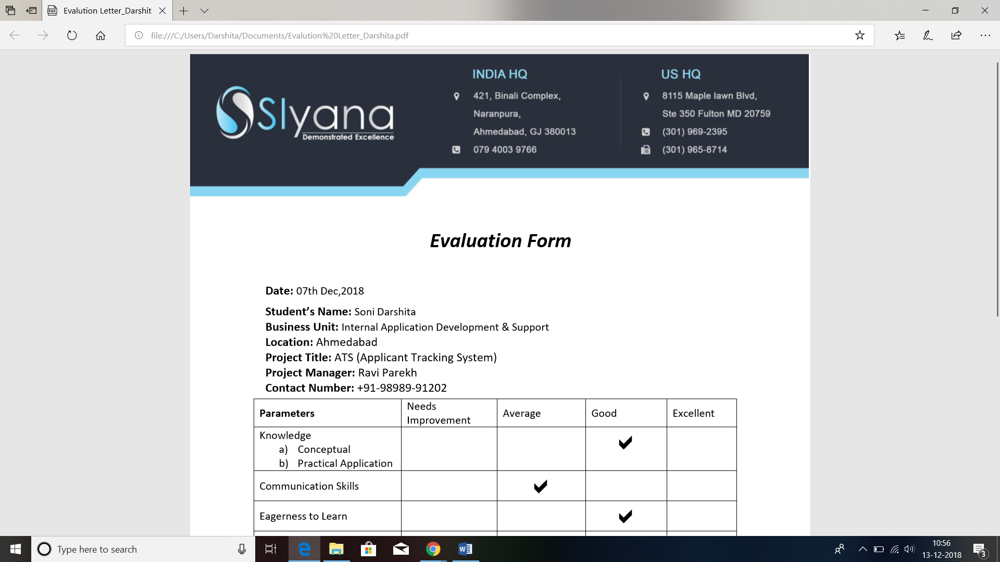 Evalution Letter_Darshit
file:///C:/Users/Darshita/Documents/Evalution%20Letter_Darshita.pdf
SIyana
Demonstrated Excellence
INDIA HQ
421, Binali Complex,
Naranpura,
Ahmedabad, GJ 380013
079 4003 9766
US HQ
8115 Maple lawn Blvd,
Ste 350 Fulton MD 20759
(301) 969-2395
(301) 965-8714
Evaluation Form
Date: 07th Dec,2018
Student’s Name: Soni Darshita
Business Unit: Internal Application Development & Support
Location: Ahmedabad
Project Title: ATS (Applicant Tracking System)
Project Manager: Ravi Parekh
Contact Number: +91-98989-91202
Parameters
Needs
Improvement
Average
Good
Excellent
Knowledge
a) Conceptual
b) Practical Application
Communication Skills
Eagerness to Learn
Type here to search
10:56
13-12-2018
3